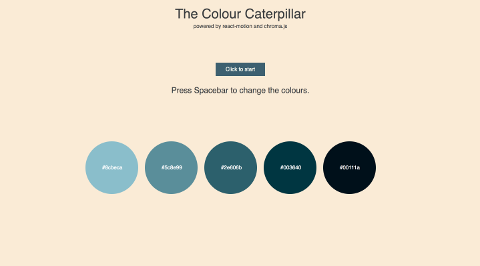 The Colour Caterpillar
powered by react-motion and chroma.js
Click to start
Press Spacebar to change the colours.
#5c8e99
#2e606b
#003640
#00111a